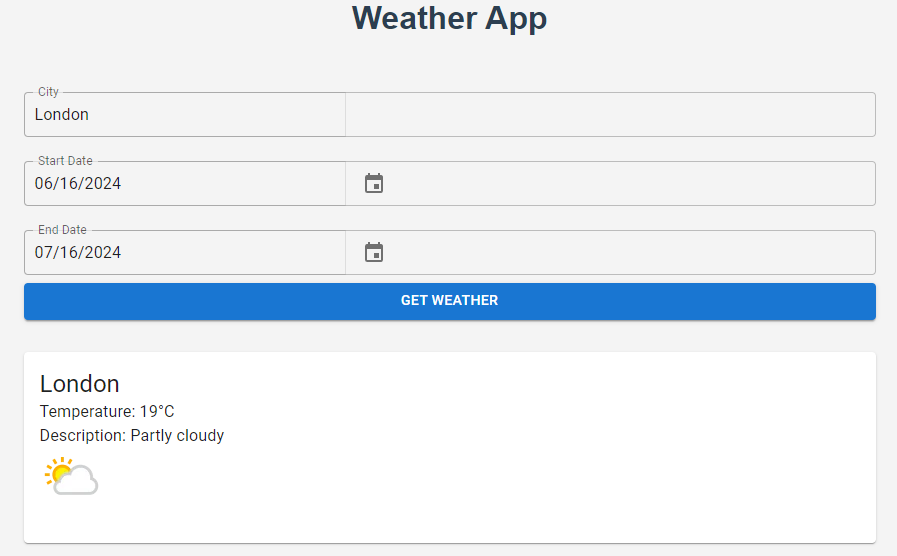 Weather App
City
London
Start Date
06/16/2024
End Date
07/16/2024
GET WEATHER
London
Temperature: 19°C
Description: Partly cloudy